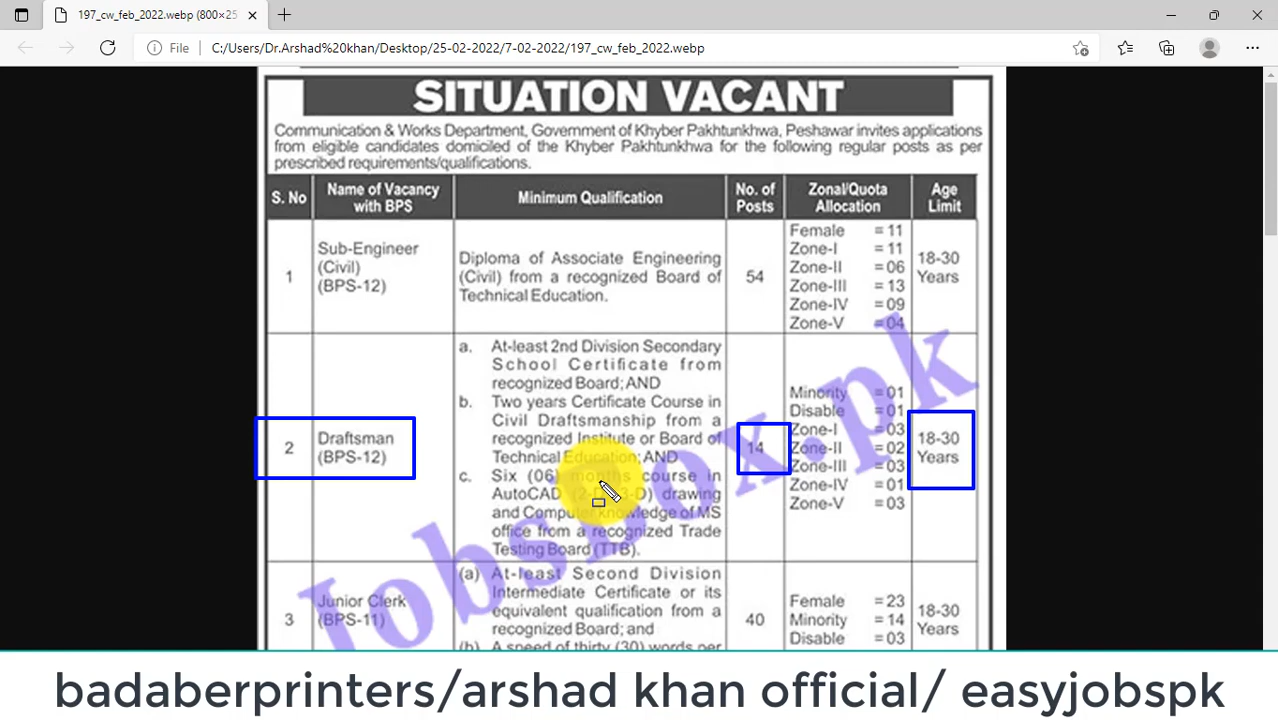 197_cw_feb_2022.webp (800×25
File
C:/Users/Dr.Arshad%20khan/Desktop/25-02-2022/7-02-2022/197_cw_feb_2022.webp
SITUATION VACANT
Communication & Works Department, Government of Khyber Pakhtunkhwa, Peshawar invites applications
from eligible candidates domiciled of the Khyber Pakhtunkhwa for the following regular posts as per
prescribed requirements/qualifications.
S. No
Name of Vacancy
with BPS
Minimum Qualification
No. of
Posts
Zonal/Quota
Allocation
Age
Limit
1
Sub-Engineer
(Civil)
(BPS-12)
Diploma of Associate Engineering
(Civil) from a recognized Board of
Technical Education.
54
Female = 11
Zone-I = 11
Zone-II = 06
Zone-III = 13
Zone-IV = 09
Zone-V = 04
18-30
Years
2
Draftsman
(BPS-12)
a. At-least 2nd Division Secondary
School Certificate from
recognized Board; AND
b. Two years Certificate Course in
Civil Draftsmanship from a
recognized Institute or Board of
Technical Education; AND
c. Six (06) months course in
AutoCAD (2-D, 3-D) drawing
and Computer knowledge of MS
office from a recognized Trade
Testing Board (TTB).
14
Minority = 01
Disable = 01
Zone-I = 03
Zone-II = 02
Zone-III = 03
Zone-IV = 01
Zone-V = 03
18-30
Years
3
Junior Clerk
(BPS-11)
(a) At-least Second Division
Intermediate Certificate or its
equivalent qualification from a
recognized Board; and
(b) A speed of thirty (30) words per
40
Female = 23
Minority = 14
Disable = 03
18-30
Years
JobsBox.pk
badaberprinters/arshad khan official/ easyjobspk